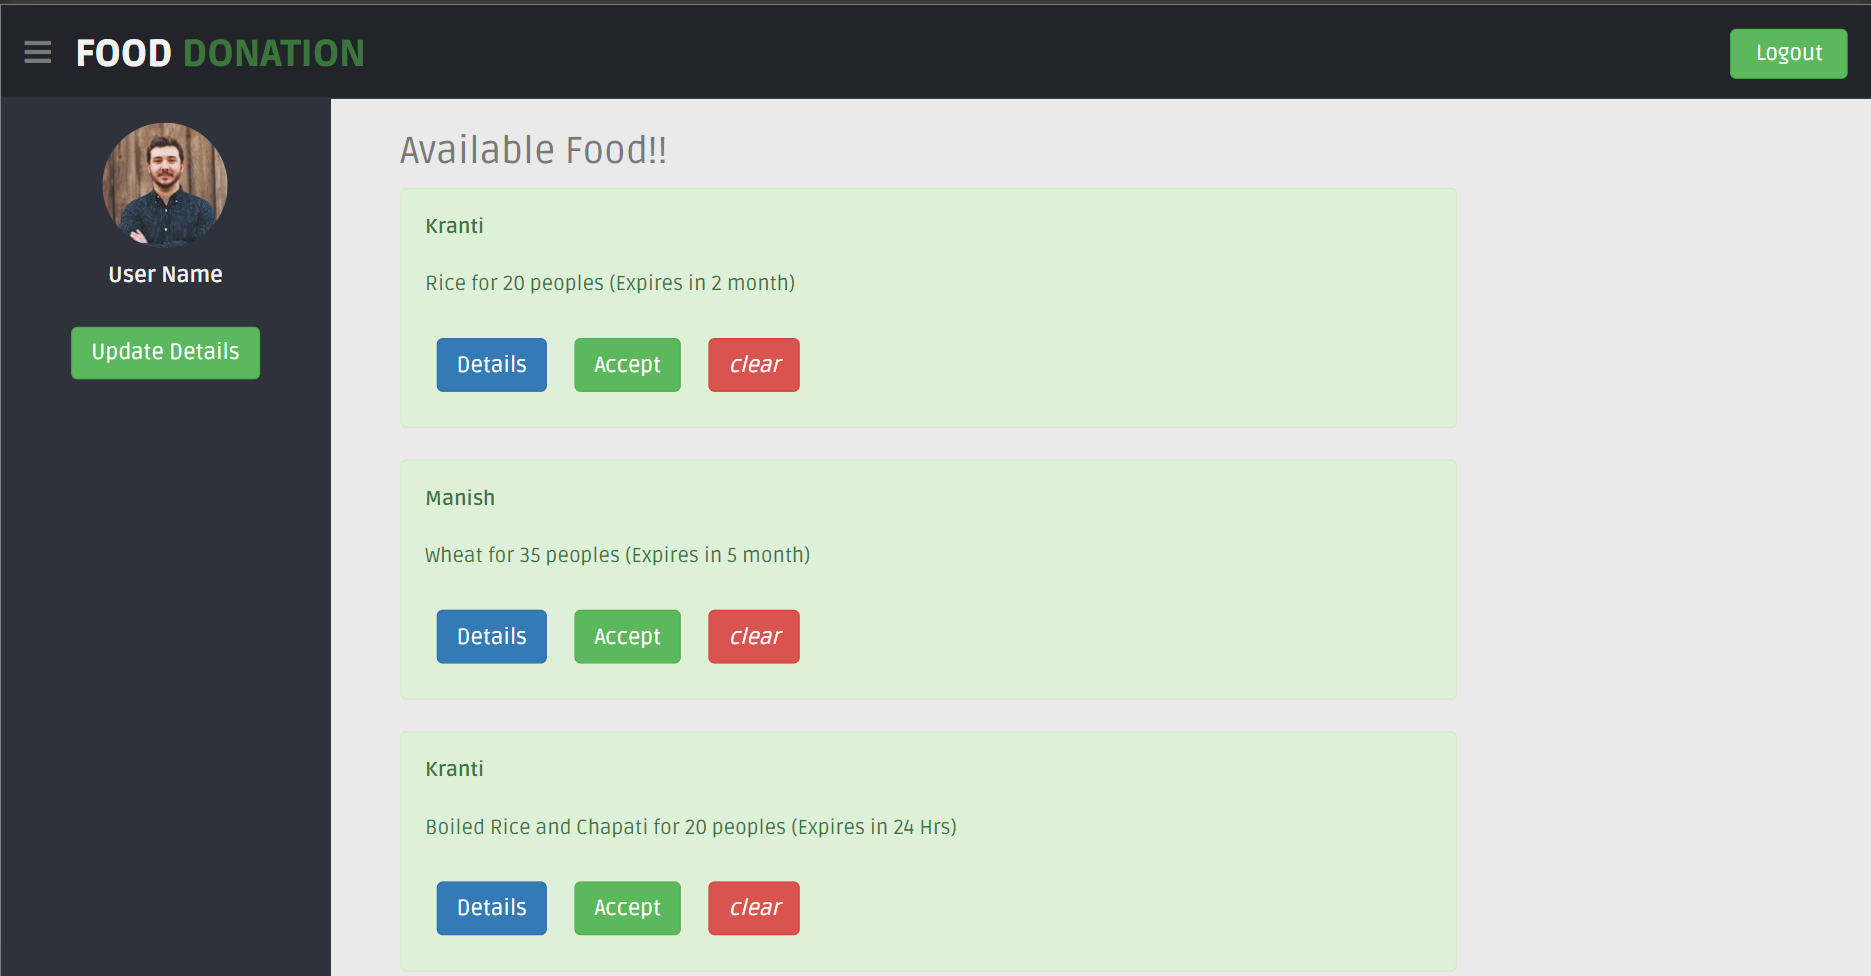 FOOD DONATION
Logout
User Name
Update Details
Available Food!!
Kranti
Rice for 20 peoples (Expires in 2 month)
Details Accept clear
Manish
Wheat for 35 peoples (Expires in 5 month)
Details Accept clear
Kranti
Boiled Rice and Chapati for 20 peoples (Expires in 24 Hrs)
Details Accept clear